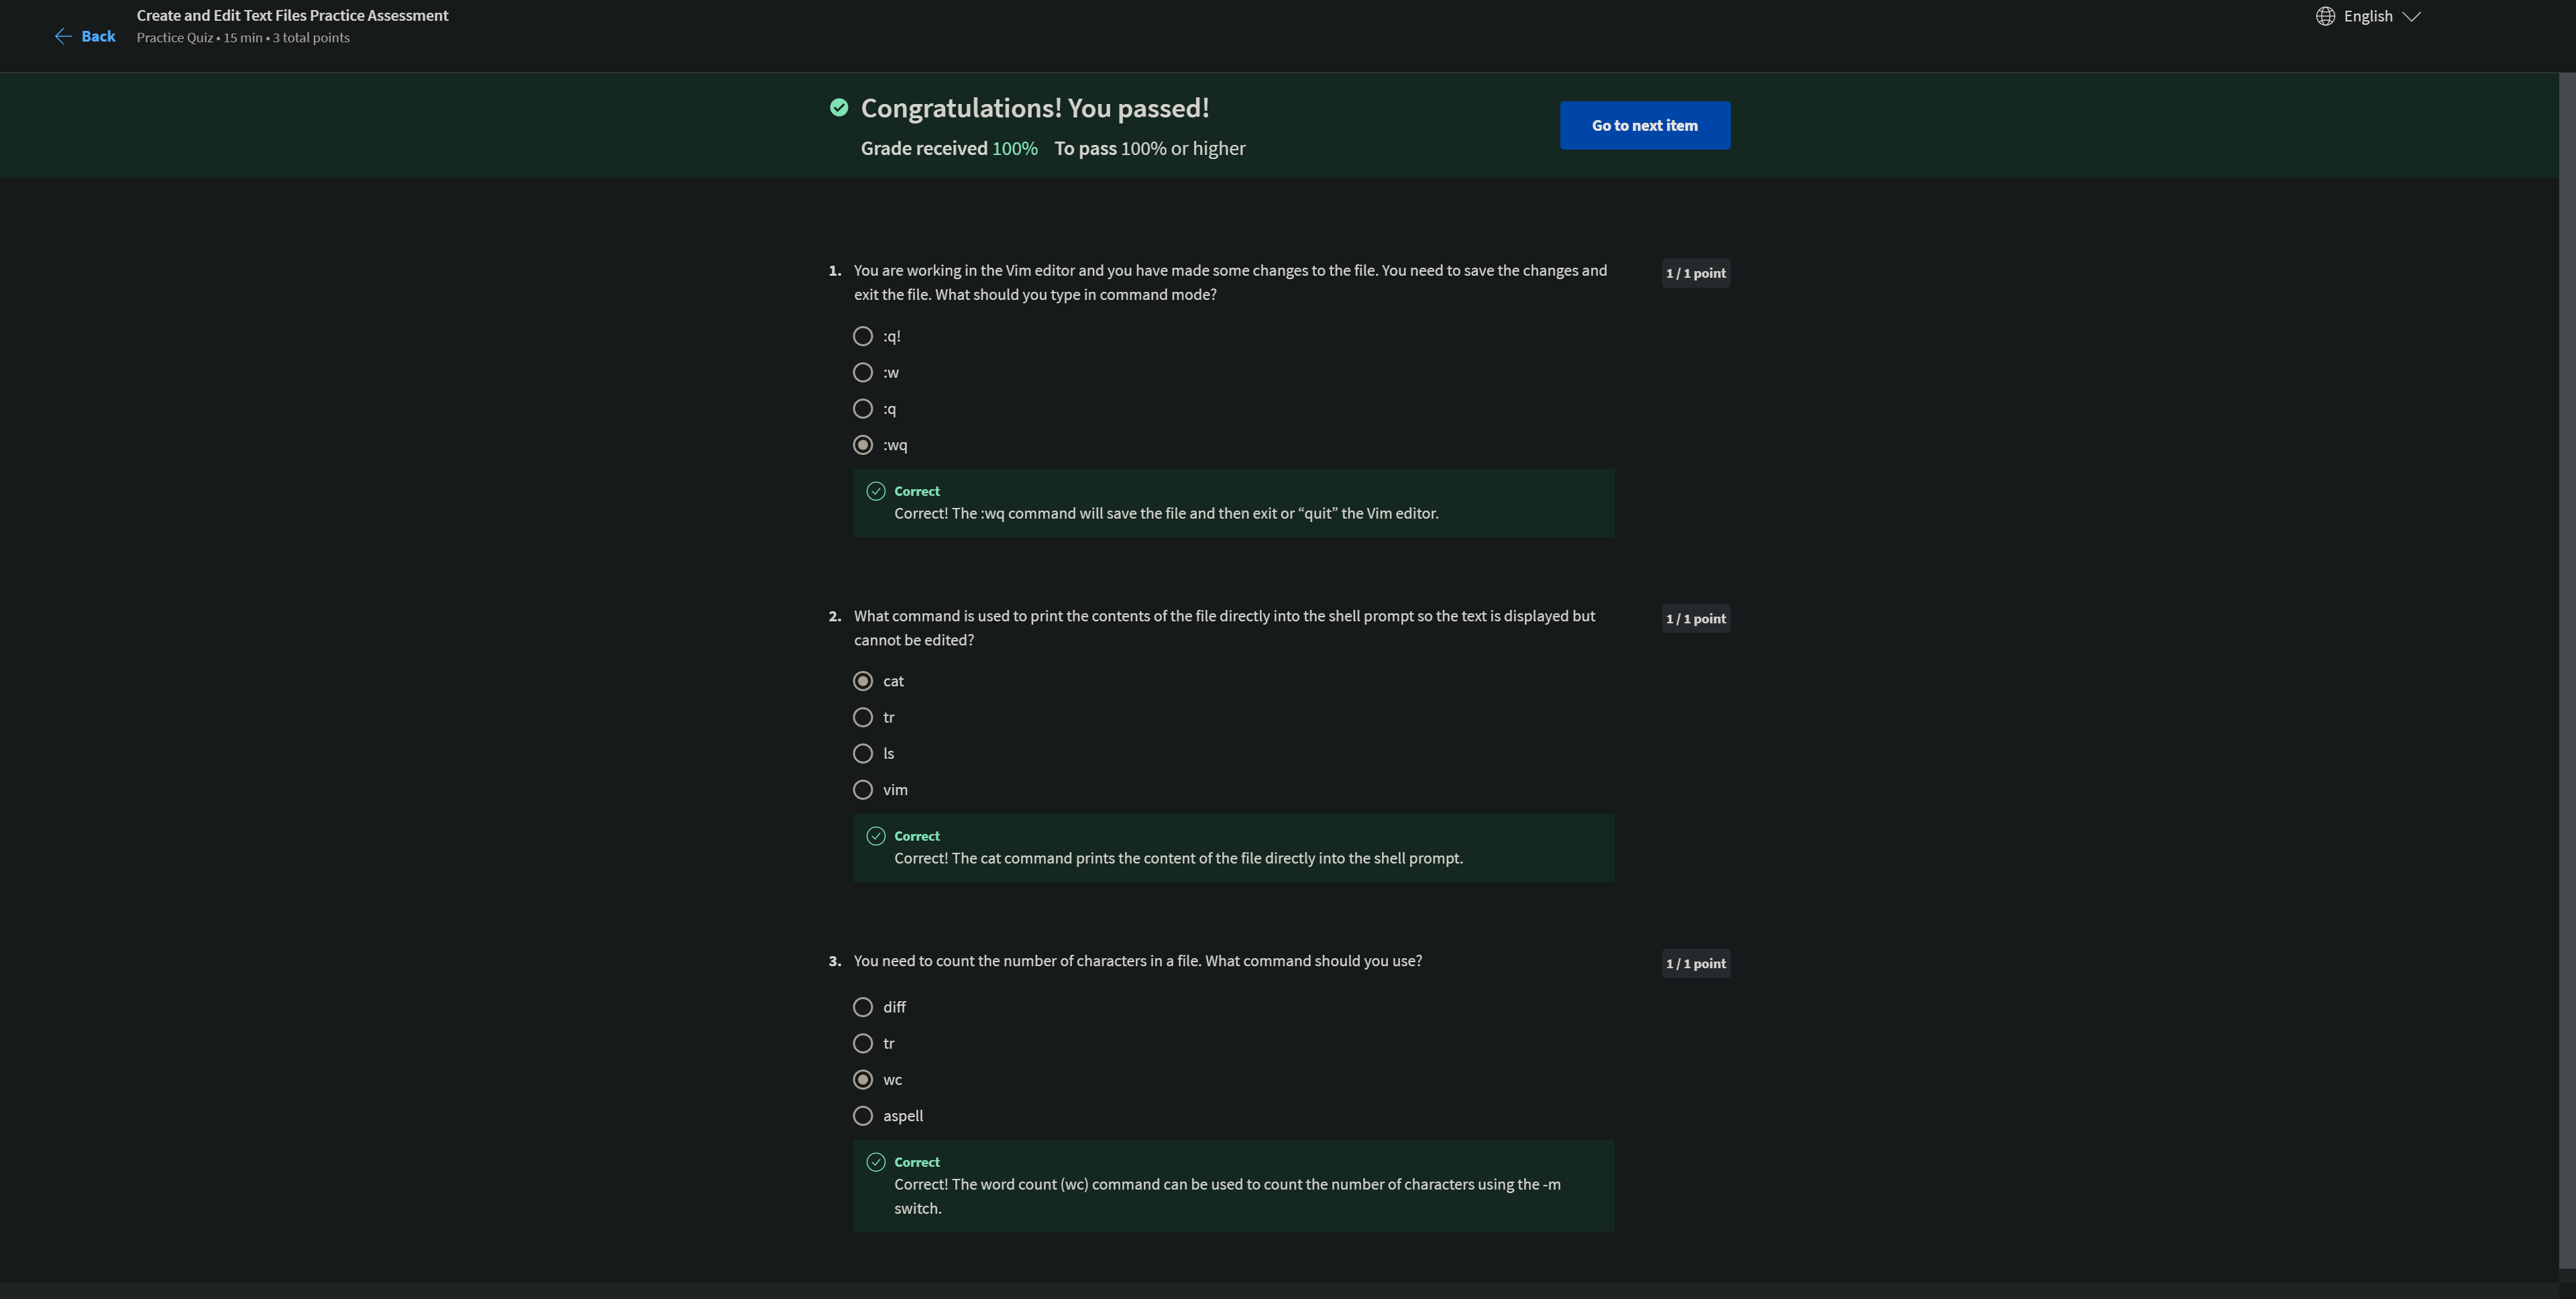 Create and Edit Text Files Practice Assessment
Back
Practice Quiz • 15 min • 3 total points
English
Congratulations! You passed!
Grade received 100% To pass 100% or higher
Go to next item
1. You are working in the Vim editor and you have made some changes to the file. You need to save the changes and
exit the file. What should you type in command mode?
1 / 1 point
:q!
:w
:q
:wq
Correct
Correct! The :wq command will save the file and then exit or “quit” the Vim editor.
2. What command is used to print the contents of the file directly into the shell prompt so the text is displayed but
cannot be edited?
1 / 1 point
cat
tr
ls
vim
Correct
Correct! The cat command prints the content of the file directly into the shell prompt.
3. You need to count the number of characters in a file. What command should you use?
1 / 1 point
diff
tr
wc
aspell
Correct
Correct! The word count (wc) command can be used to count the number of characters using the -m
switch.